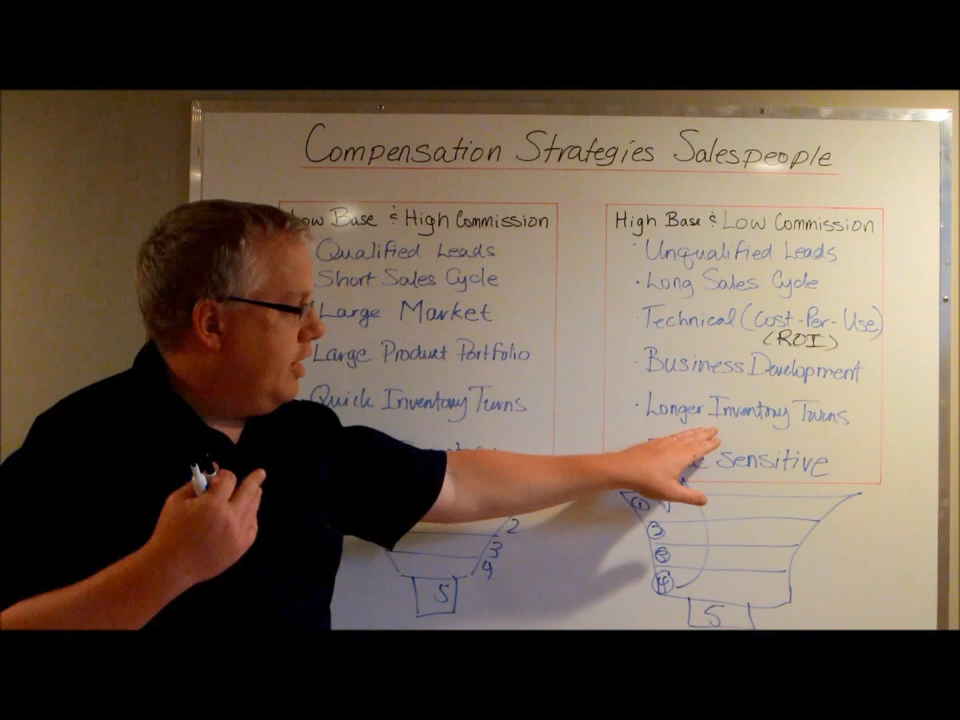 Compensation Strategies Salespeople
Low Base & High Commission
Qualified Leads
Short Sales Cycle
Large Market
Large Product Portfolio
Quick Inventory Turns
2
3
4
5
High Base & Low Commission
· Unqualified Leads
· Long Sales Cycle
· Technical (Cost-Per-Use)
(ROI)
· Business Development
· Longer Inventory Turns
Sensitive
3
4
5